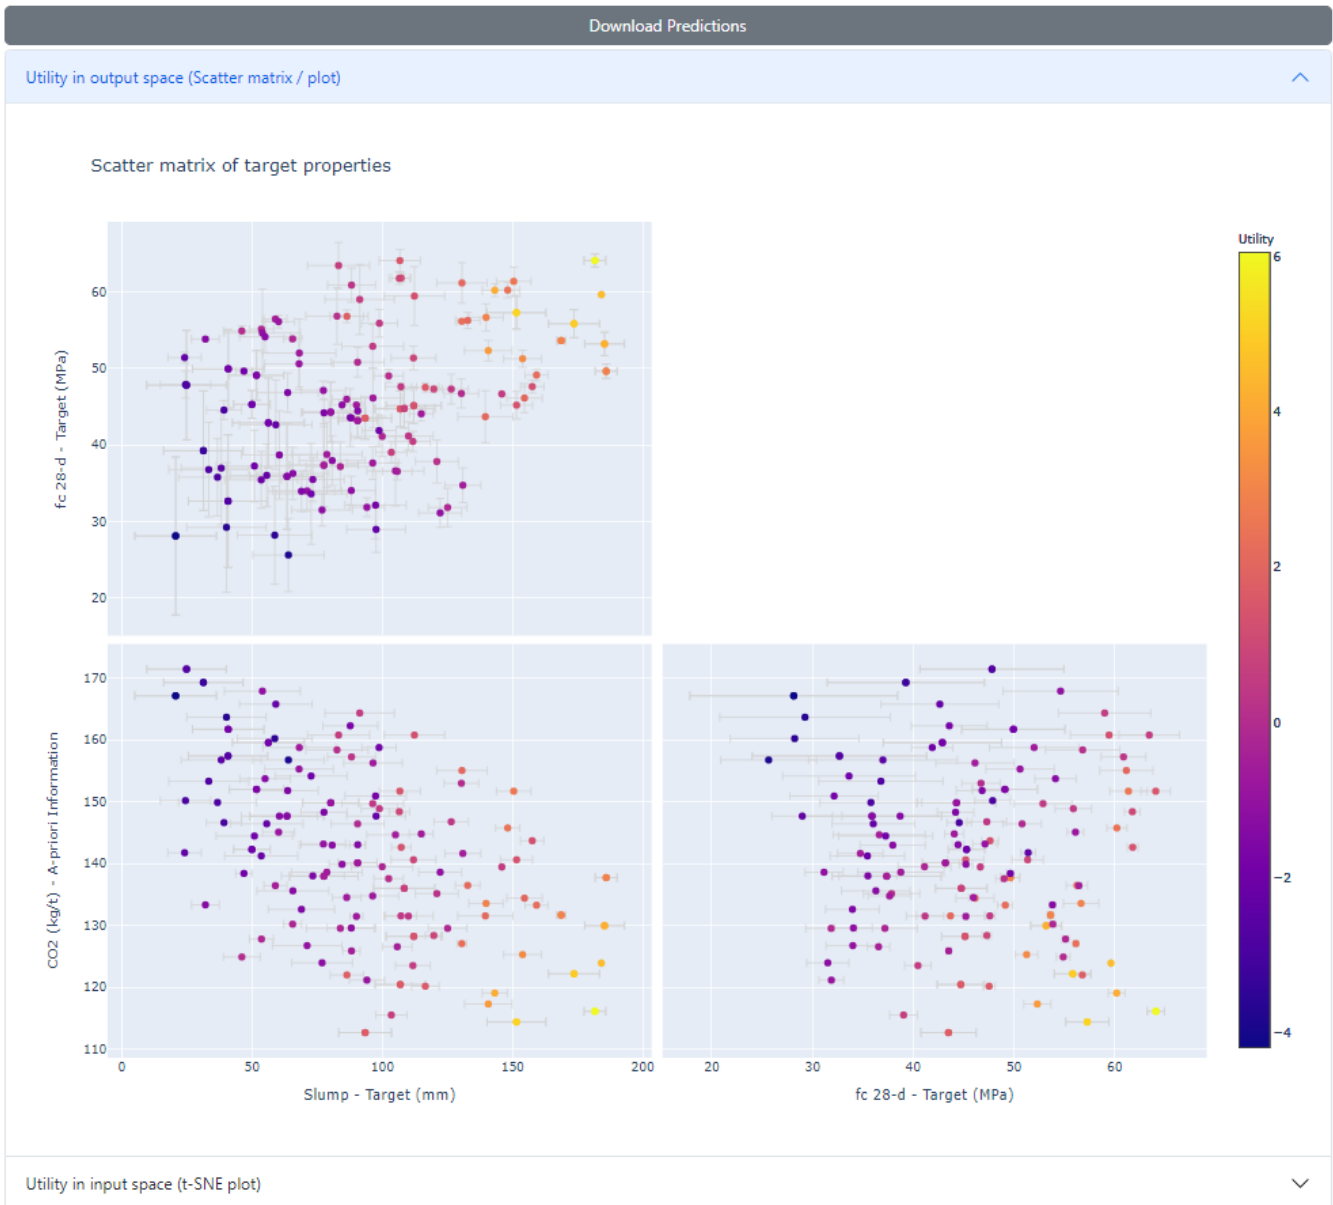 Download Predictions
Utility in output space (Scatter matrix / plot)
Scatter matrix of target properties
Utility
6
4
2
0
−2
−4
fc 28-d - Target (MPa)
60
50
40
30
20
CO2 (kg/t) - A-priori Information
170
160
150
140
130
120
110
0 50 100 150 200
Slump - Target (mm)
20 30 40 50 60
fc 28-d - Target (MPa)
Utility in input space (t-SNE plot)